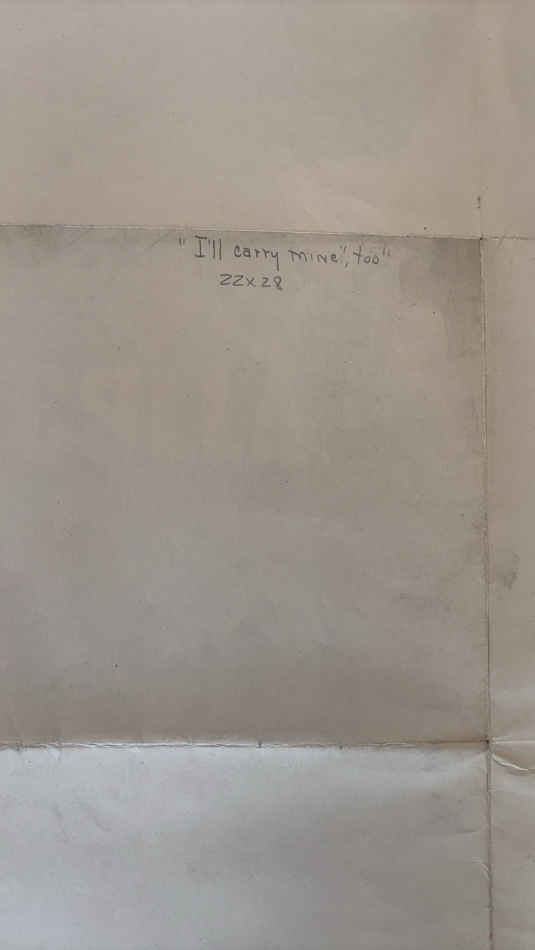 "I'll carry mine, too"
22x28